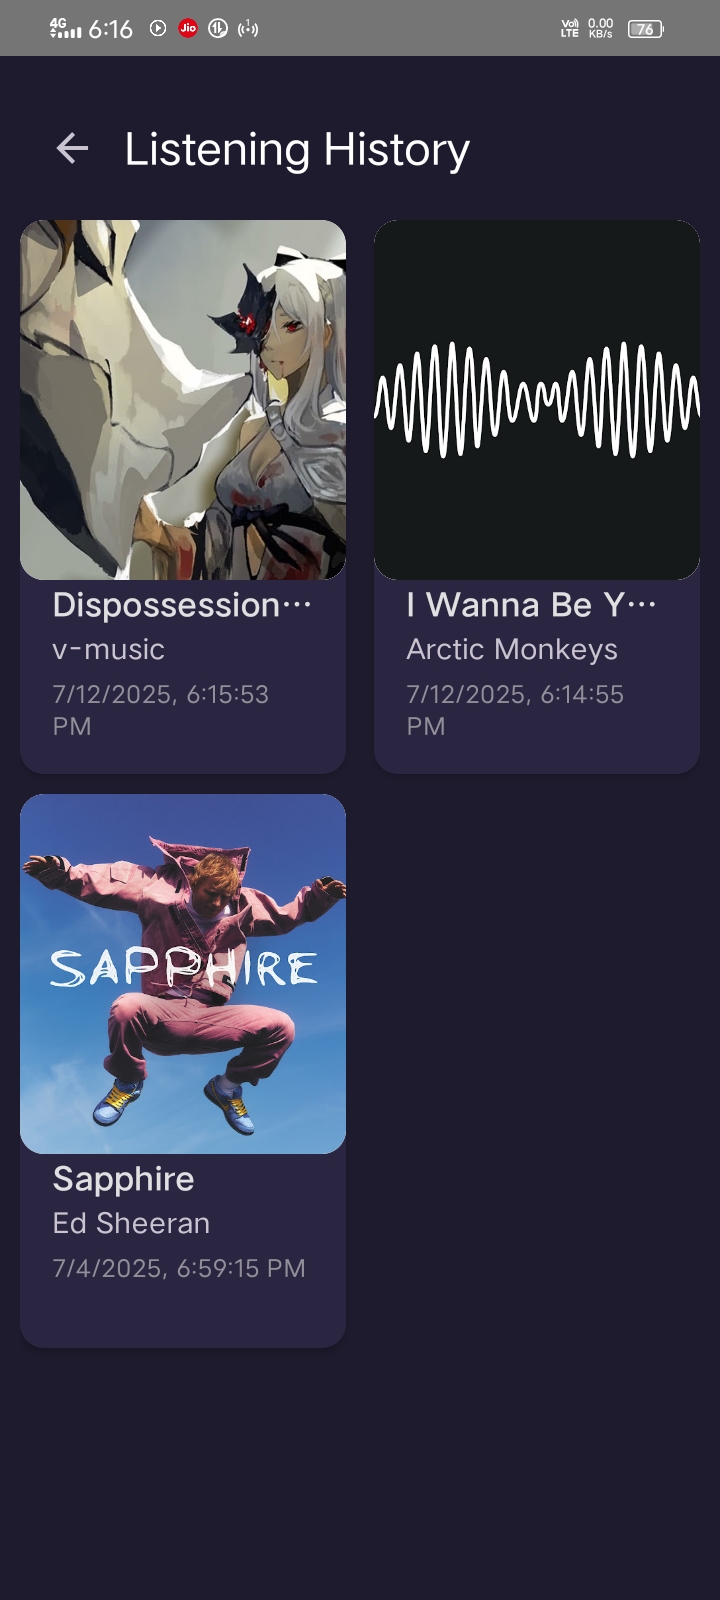 4G 6:16 Jio 1 Vo) LTE 0.00 KB/s 76
Listening History
Dispossession···
v-music
7/12/2025, 6:15:53
PM
I Wanna Be Y···
Arctic Monkeys
7/12/2025, 6:14:55
PM
SAPPHIRE
Sapphire
Ed Sheeran
7/4/2025, 6:59:15 PM